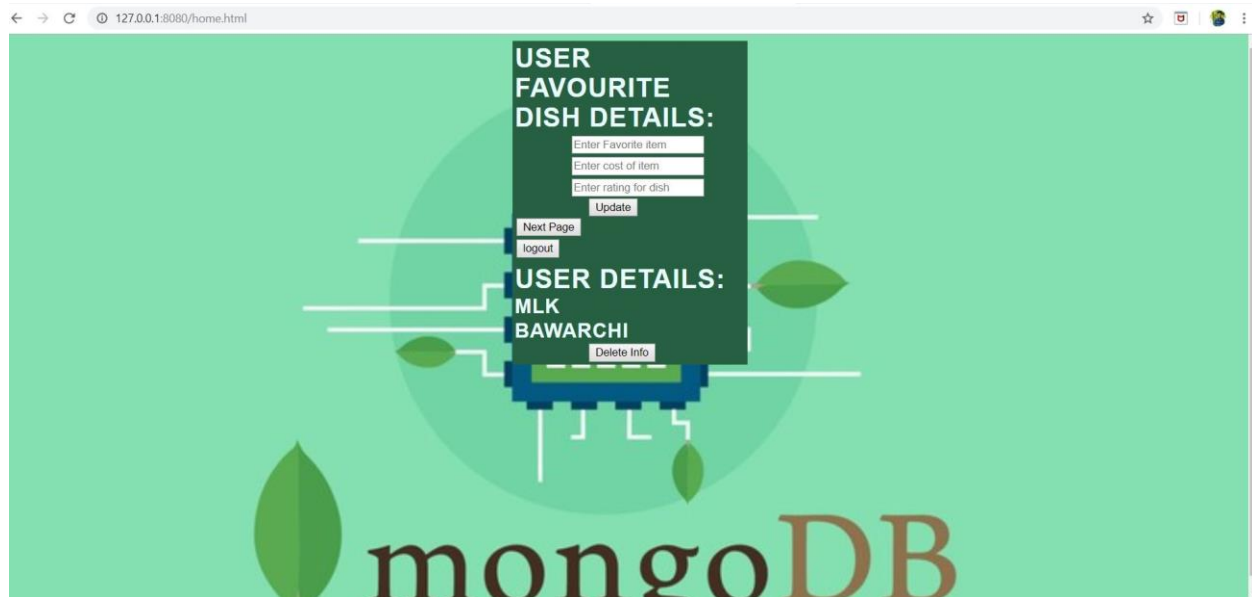 127.0.0.1:8080/home.html
USER
FAVOURITE
DISH DETAILS:
Enter Favorite item
Enter cost of item
Enter rating for dish
Update
Next Page
logout
USER DETAILS:
MLK
BAWARCHI
Delete Info
mongoDB